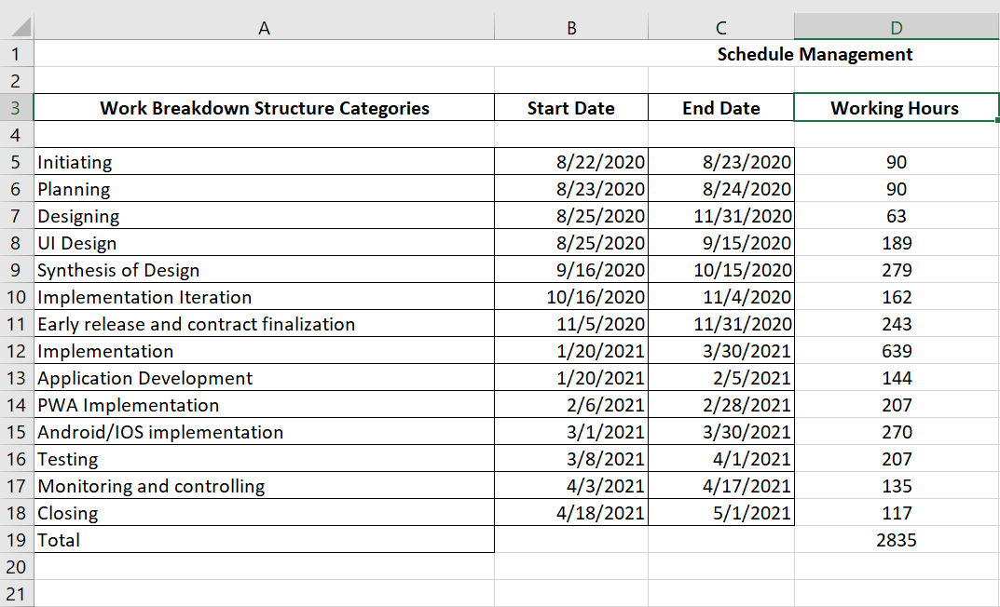 A B C D
1 Schedule Management
2
3 Work Breakdown Structure Categories Start Date End Date Working Hours
4
5 Initiating 8/22/2020 8/23/2020 90
6 Planning 8/23/2020 8/24/2020 90
7 Designing 8/25/2020 11/31/2020 63
8 UI Design 8/25/2020 9/15/2020 189
9 Synthesis of Design 9/16/2020 10/15/2020 279
10 Implementation Iteration 10/16/2020 11/4/2020 162
11 Early release and contract finalization 11/5/2020 11/31/2020 243
12 Implementation 1/20/2021 3/30/2021 639
13 Application Development 1/20/2021 2/5/2021 144
14 PWA Implementation 2/6/2021 2/28/2021 207
15 Android/IOS implementation 3/1/2021 3/30/2021 270
16 Testing 3/8/2021 4/1/2021 207
17 Monitoring and controlling 4/3/2021 4/17/2021 135
18 Closing 4/18/2021 5/1/2021 117
19 Total 2835
20
21